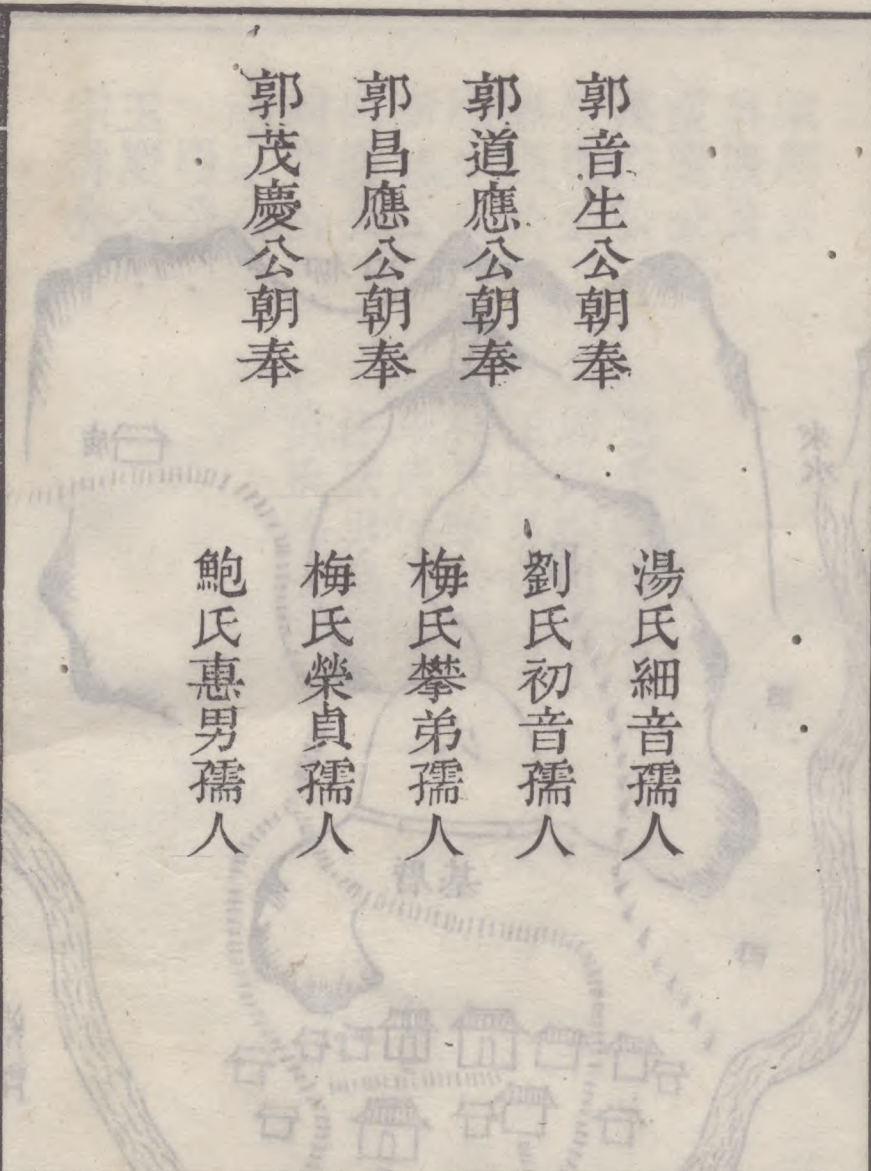 郭音生公朝奉
郭道應公朝奉
郭昌應公朝奉
郭茂慶公朝奉
湯氏細音孺人
劉氏初音孺人
梅氏攀弟孺人
梅氏榮貞孺人
鮑氏惠男孺人